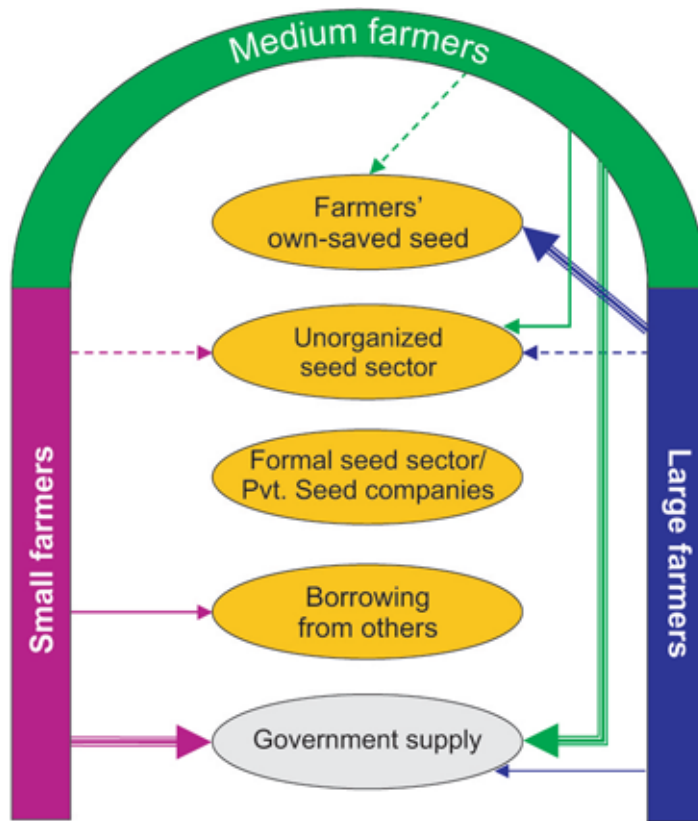 Medium farmers
Farmers'
own-saved seed
Unorganized
seed sector
Formal seed sector/
Pvt. Seed companies
Borrowing
from others
Government supply
Small farmers
Large farmers